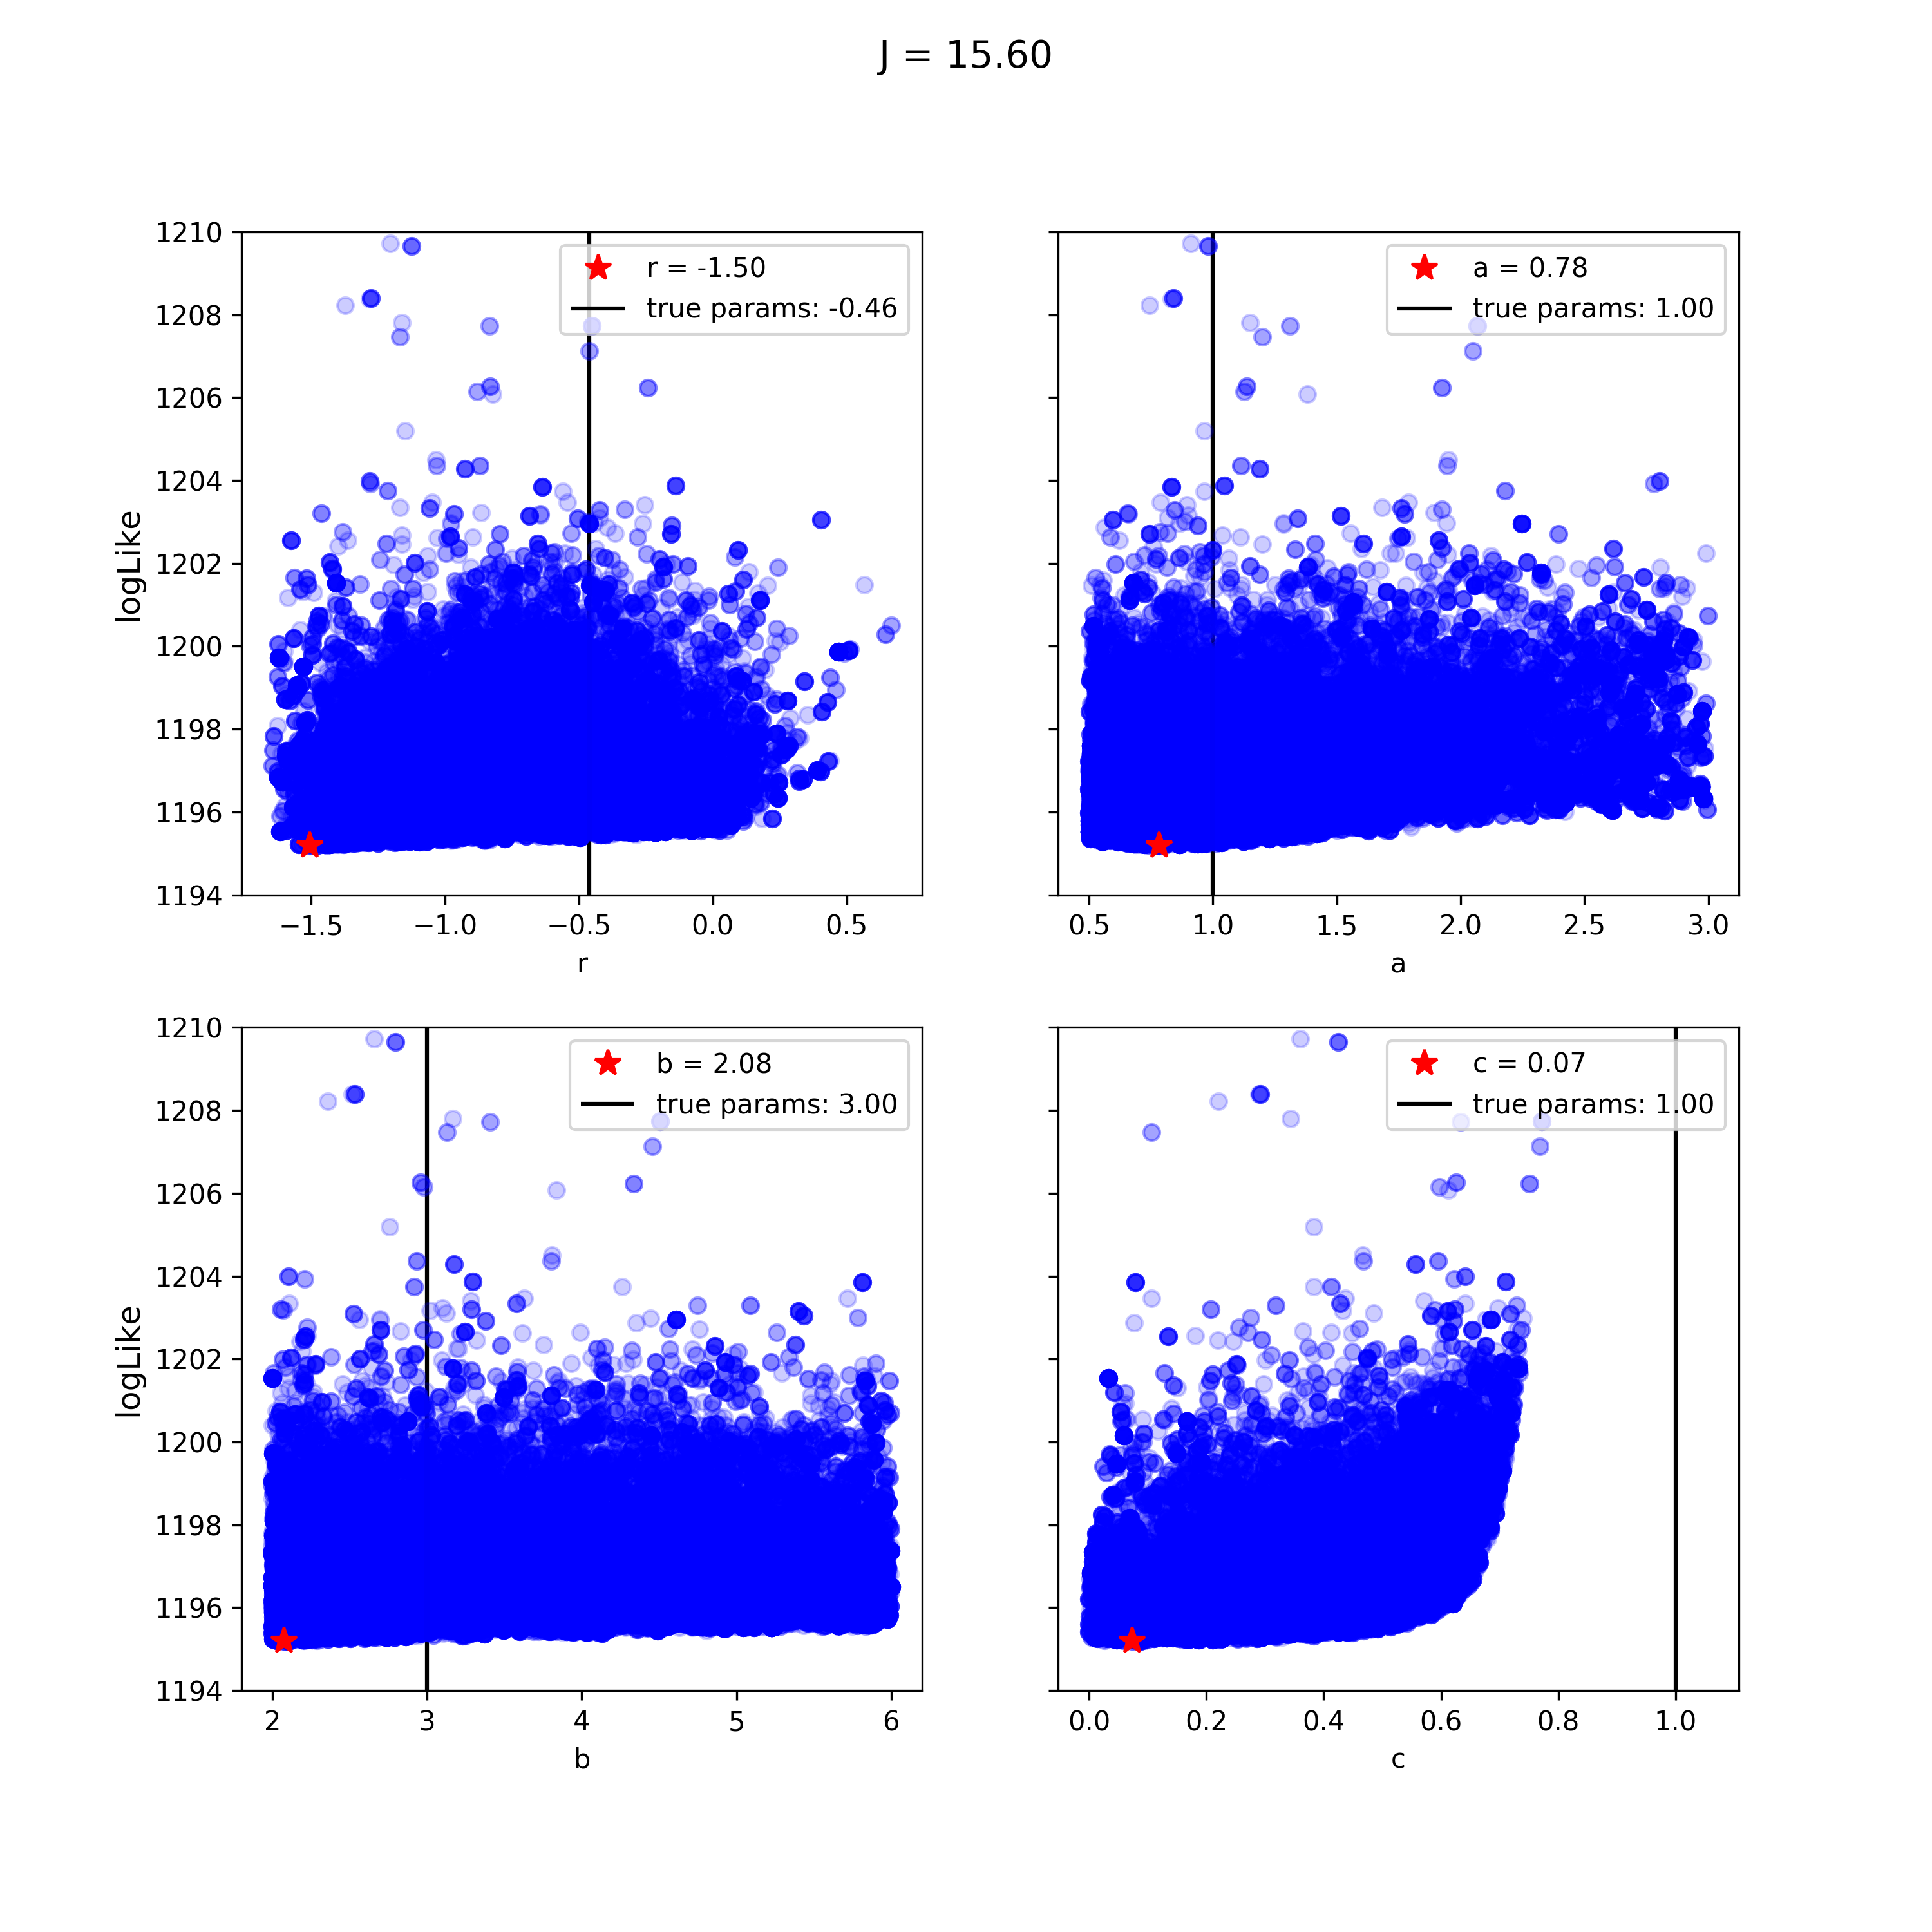 J = 15.60
1210
1208
1206
1204
1202
1200
1198
1196
1194
logLike
r = -1.50
true params: -0.46
−1.5 −1.0 −0.5 0.0 0.5
r
a = 0.78
true params: 1.00
0.5 1.0 1.5 2.0 2.5 3.0
a
1210
1208
1206
1204
1202
1200
1198
1196
1194
logLike
b = 2.08
true params: 3.00
2 3 4 5 6
b
c = 0.07
true params: 1.00
0.0 0.2 0.4 0.6 0.8 1.0
c